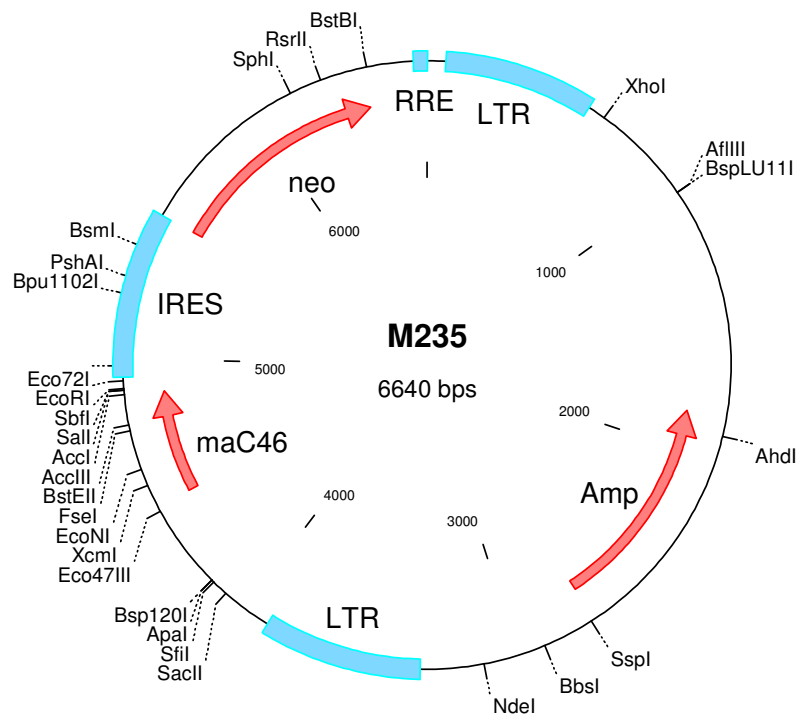 BstBI
RsrII
SphI
RRE
LTR
XhoI
AflIII
BspLU11I
neo
6000
1000
BsmI
PshAI
Bpu1102I
IRES
M235
6640 bps
5000
Eco72I
EcoRI
SbfI
SalI
AccI
AccIII
BstEII
FseI
EcoNI
XcmI
Eco47III
maC46
2000
AhdI
Amp
4000
3000
Bsp120I
ApaI
SfiI
SacII
LTR
SspI
BbsI
NdeI